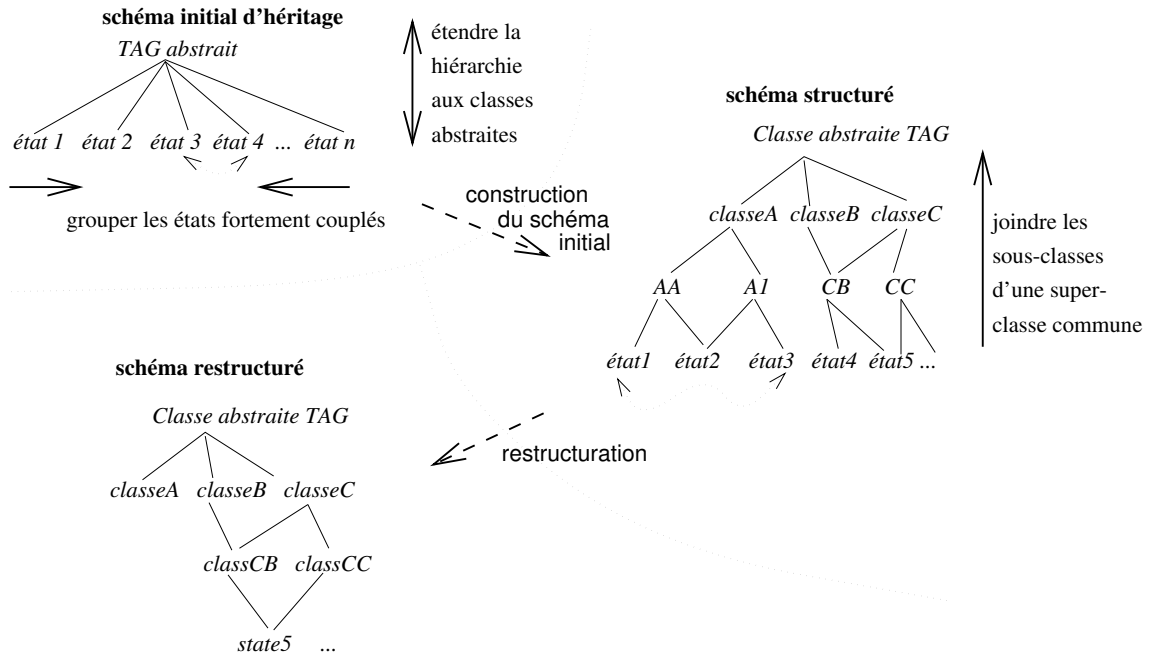 schéma initial d'héritage
TAG abstrait
état 1 état 2 état 3 état 4 ... état n
grouper les états fortement couplés
étendre la
hiérarchie
aux classes
abstraites
construction
du schéma
initial
schéma structuré
Classe abstraite TAG
classeA classeB classeC
AA A1 CB CC
état1 état2 état3 état4 état5 ...
joindre les
sous-classes
d'une super-
classe commune
restructuration
schéma restructuré
Classe abstraite TAG
classeA classeB classeC
classCB classCC
state5 ...